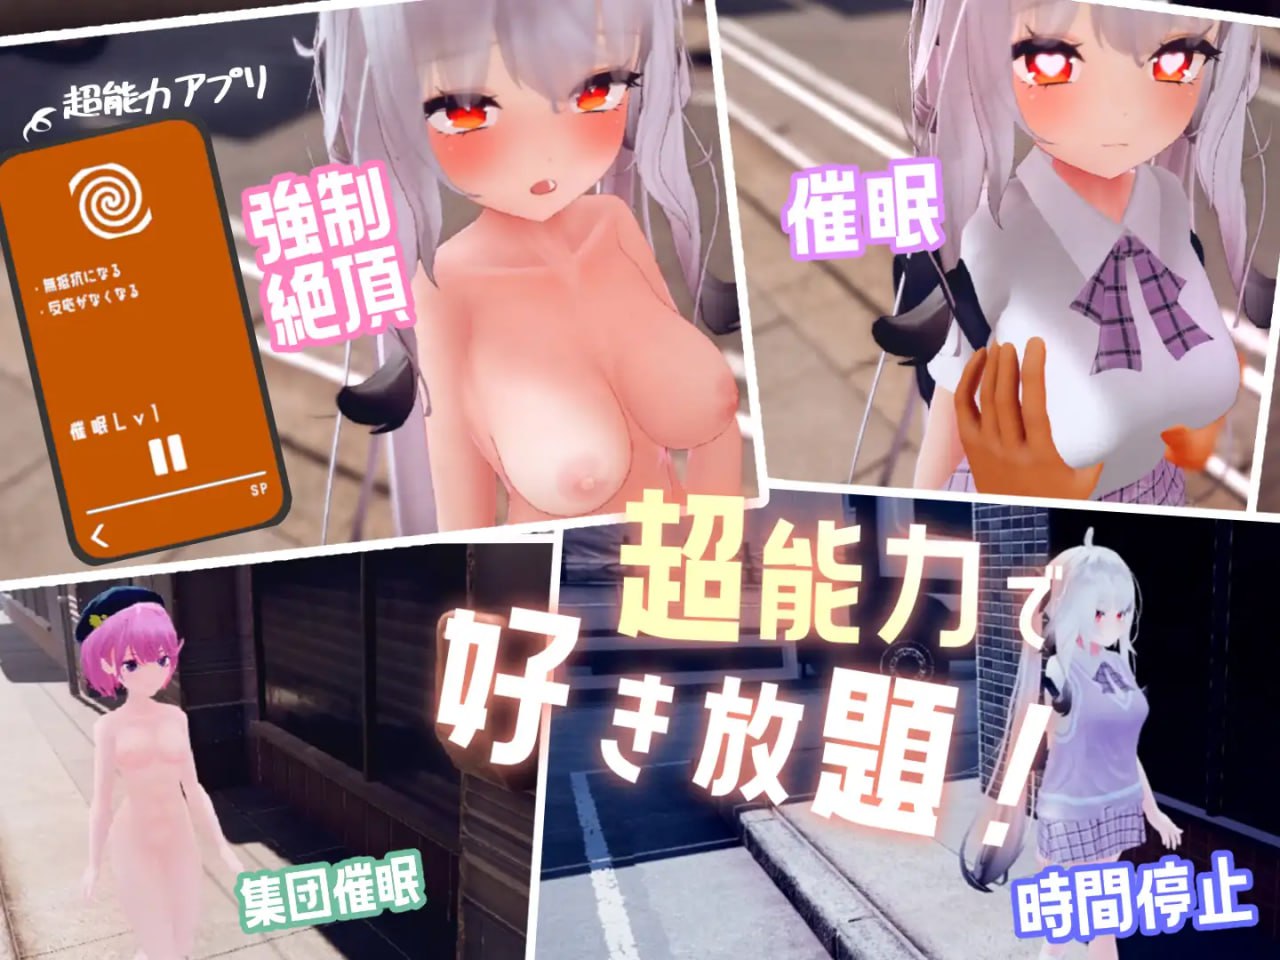 超能力アプリ
・無抵抗になる
・反応がなくなる
催眠Lv1
SP
強制
絶頂
催眠
超能力で
好き放題!
集団催眠
時間停止